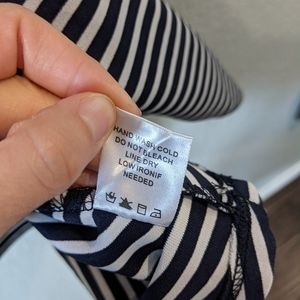 HAND WASH COLD
DO NOT BLEACH
LINE DRY
LOW IRON IF
NEEDED